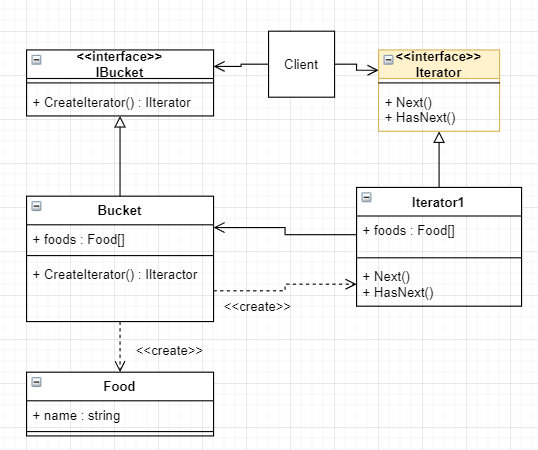 <<interface>>
IBucket
+ CreateIterator() : IIterator
Client
<<interface>>
Iterator
+ Next()
+ HasNext()
Bucket
+ foods : Food[]
+ CreateIterator() : IIteractor
Iterator1
+ foods : Food[]
+ Next()
+ HasNext()
<<create>>
<<create>>
Food
+ name : string